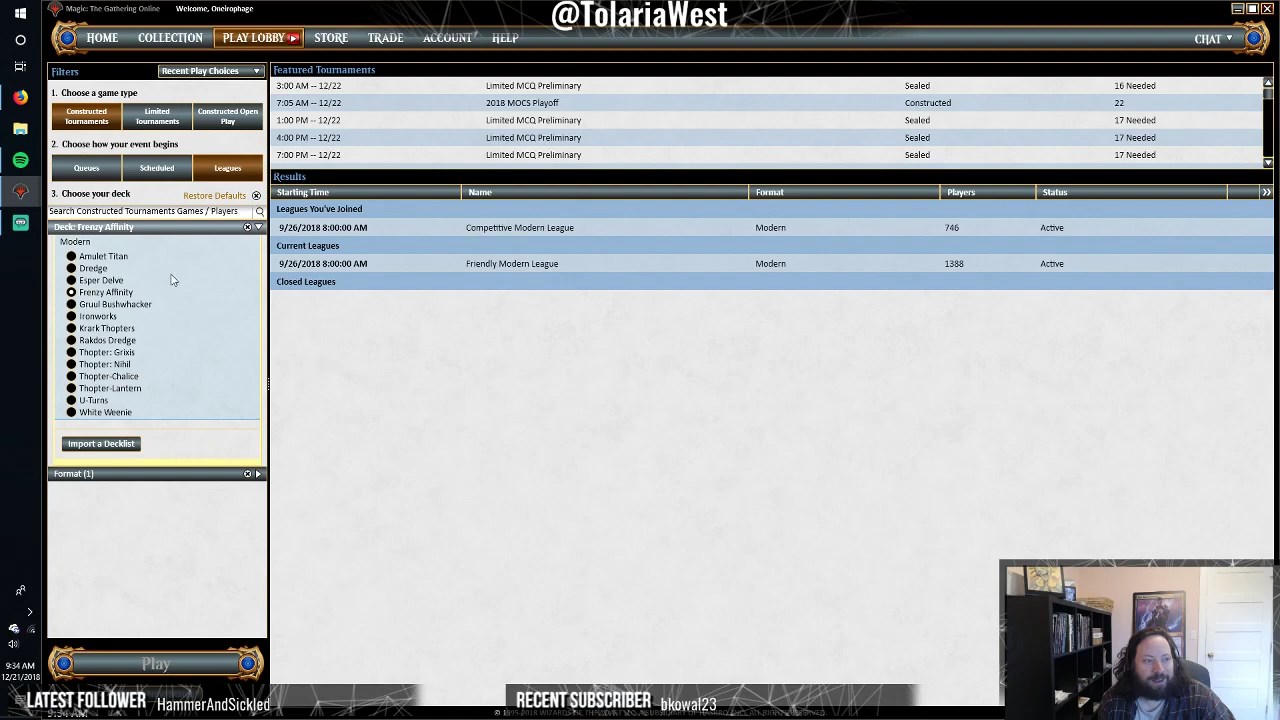 Magic: The Gathering Online
Welcome, Oneirophage
@TolariaWest
HOME
COLLECTION
PLAY LOBBY
STORE
TRADE
ACCOUNT
HELP
CHAT
Filters
Recent Play Choices
1. Choose a game type
Constructed Tournaments
Limited Tournaments
Constructed Open Play
2. Choose how your event begins
Queues
Scheduled
Leagues
3. Choose your deck
Restore Defaults
Search Constructed Tournaments Games / Players
Deck: Frenzy Affinity
Modern
Amulet Titan
Dredge
Esper Delve
Frenzy Affinity
Gruul Bushwhacker
Ironworks
Krark Thopters
Rakdos Dredge
Thopter: Grixis
Thopter: Nihil
Thopter-Chalice
Thopter-Lantern
U-Turns
White Weenie
Import a Decklist
Format (1)
Play
Featured Tournaments
3:00 AM -- 12/22 Limited MCQ Preliminary Sealed 16 Needed
7:05 AM -- 12/22 2018 MOCS Playoff Constructed 22
1:00 PM -- 12/22 Limited MCQ Preliminary Sealed 17 Needed
4:00 PM -- 12/22 Limited MCQ Preliminary Sealed 17 Needed
7:00 PM -- 12/22 Limited MCQ Preliminary Sealed 17 Needed
Results
Starting Time Name Format Players Status
Leagues You've Joined
9/26/2018 8:00:00 AM Competitive Modern League Modern 746 Active
Current Leagues
9/26/2018 8:00:00 AM Friendly Modern League Modern 1388 Active
Closed Leagues
9:34 AM
12/21/2018
LATEST FOLLOWER HammerAndSickled
RECENT SUBSCRIBER bkowal23
9:34 AM